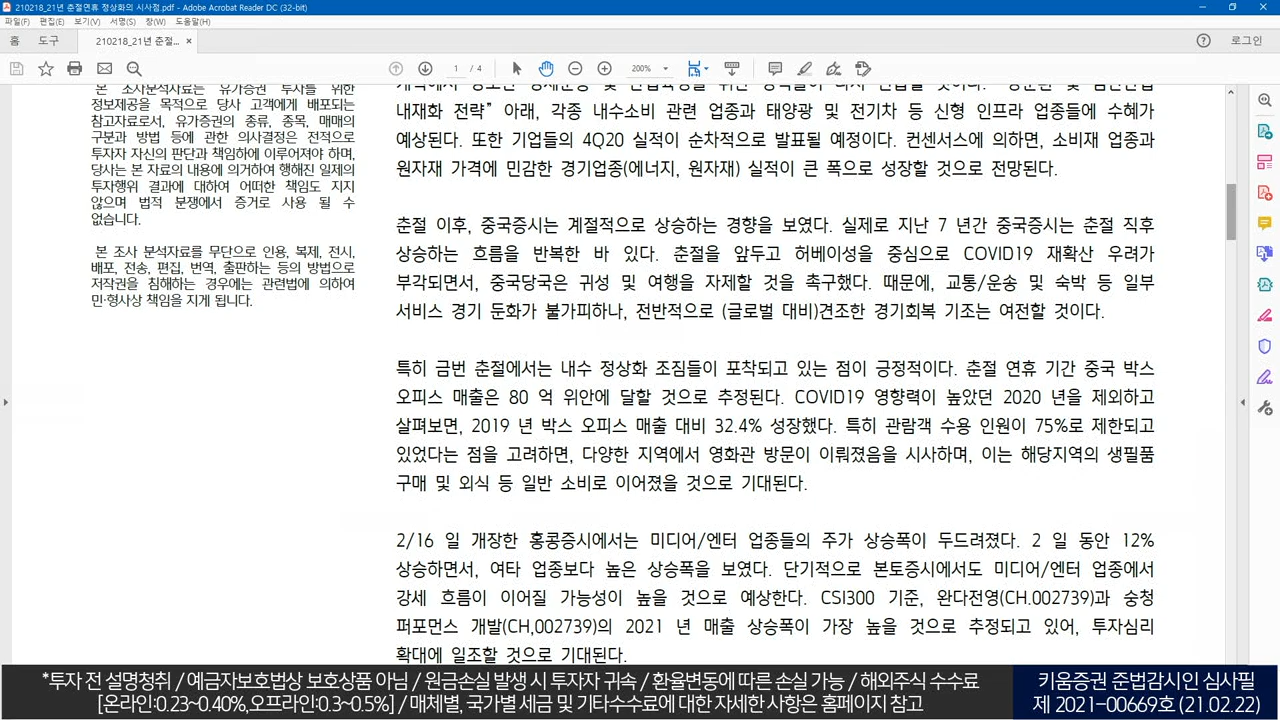 210218_21년 춘절연휴 정상화의 시사점.pdf - Adobe Acrobat Reader DC (32-bit)
파일(F) 편집(E) 보기(V) 서명(S) 창(W) 도움말(H)
홈 도구 210218_21년 춘절... × 로그인
1 / 4 200%
본 조사분석자료는 유가증권 투자를 위한
정보제공을 목적으로 당사 고객에게 배포되는
참고자료로서, 유가증권의 종류, 종목, 매매의
구분과 방법 등에 관한 의사결정은 전적으로
투자자 자신의 판단과 책임하에 이루어져야 하며,
당사는 본 자료의 내용에 의거하여 행해진 일제의
투자행위 결과에 대하여 어떠한 책임도 지지
않으며 법적 분쟁에서 증거로 사용 될 수
없습니다.
본 조사 분석자료를 무단으로 인용, 복제, 전시,
배포, 전송, 편집, 번역, 출판하는 등의 방법으로
저작권을 침해하는 경우에는 관련법에 의하여
민·형사상 책임을 지게 됩니다.
내재화 전략” 아래, 각종 내수소비 관련 업종과 태양광 및 전기차 등 신형 인프라 업종들에 수혜가
예상된다. 또한 기업들의 4Q20 실적이 순차적으로 발표될 예정이다. 컨센서스에 의하면, 소비재 업종과
원자재 가격에 민감한 경기업종(에너지, 원자재) 실적이 큰 폭으로 성장할 것으로 전망된다.
춘절 이후, 중국증시는 계절적으로 상승하는 경향을 보였다. 실제로 지난 7 년간 중국증시는 춘절 직후
상승하는 흐름을 반복한 바 있다. 춘절을 앞두고 허베이성을 중심으로 COVID19 재확산 우려가
부각되면서, 중국당국은 귀성 및 여행을 자제할 것을 촉구했다. 때문에, 교통/운송 및 숙박 등 일부
서비스 경기 둔화가 불가피하나, 전반적으로 (글로벌 대비)견조한 경기회복 기조는 여전할 것이다.
특히 금번 춘절에서는 내수 정상화 조짐들이 포착되고 있는 점이 긍정적이다. 춘절 연휴 기간 중국 박스
오피스 매출은 80 억 위안에 달할 것으로 추정된다. COVID19 영향력이 높았던 2020 년을 제외하고
살펴보면, 2019 년 박스 오피스 매출 대비 32.4% 성장했다. 특히 관람객 수용 인원이 75%로 제한되고
있었다는 점을 고려하면, 다양한 지역에서 영화관 방문이 이뤄졌음을 시사하며, 이는 해당지역의 생필품
구매 및 외식 등 일반 소비로 이어졌을 것으로 기대된다.
2/16 일 개장한 홍콩증시에서는 미디어/엔터 업종들의 주가 상승폭이 두드려졌다. 2 일 동안 12%
상승하면서, 여타 업종보다 높은 상승폭을 보였다. 단기적으로 본토증시에서도 미디어/엔터 업종에서
강세 흐름이 이어질 가능성이 높을 것으로 예상한다. CSI300 기준, 완다전영(CH.002739)과 숭청
퍼포먼스 개발(CH,002739)의 2021 년 매출 상승폭이 가장 높을 것으로 추정되고 있어, 투자심리
확대에 일조할 것으로 기대된다.
*투자 전 설명청취 / 예금자보호법상 보호상품 아님 / 원금손실 발생 시 투자자 귀속 / 환율변동에 따른 손실 가능 / 해외주식 수수료
[온라인:0.23~0.40%,오프라인:0.3~0.5%] / 매체별, 국가별 세금 및 기타수수료에 대한 자세한 사항은 홈페이지 참고
키움증권 준법감시인 심사필
제 2021-00669호 (21.02.22)